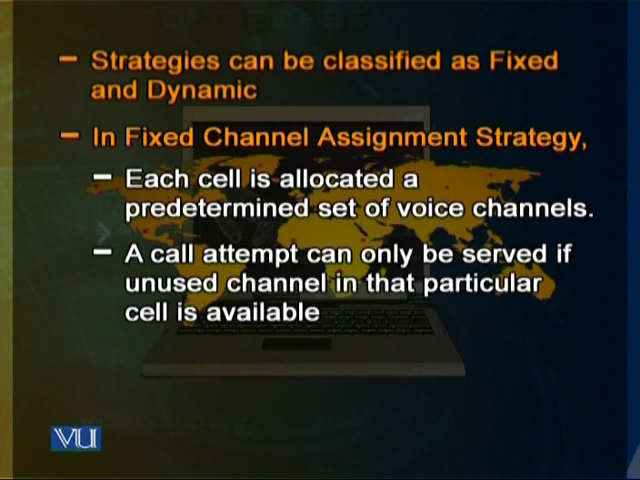 – Strategies can be classified as Fixed
and Dynamic
– In Fixed Channel Assignment Strategy,
– Each cell is allocated a
predetermined set of voice channels.
– A call attempt can only be served if
unused channel in that particular
cell is available
VU